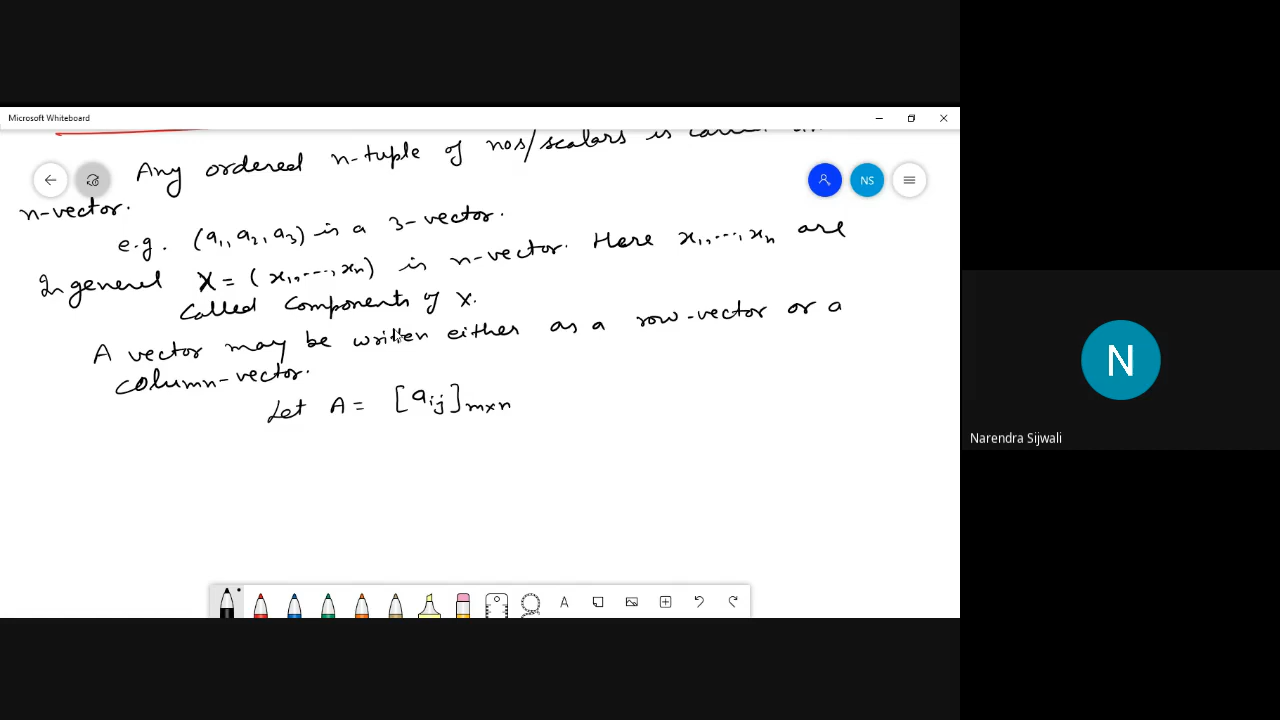 Microsoft Whiteboard
Any ordered n-tuple of nos/scalars is called an
NS
n-vector.
e.g. (a1, a2, a3) is a 3-vector.
In general X = (x1, ..., xn) is n-vector. Here x1, ..., xn are
called components of X.
A vector may be written either as a row-vector or a
column-vector.
Let A = [aij]m×n
N
Narendra Sijwali
A